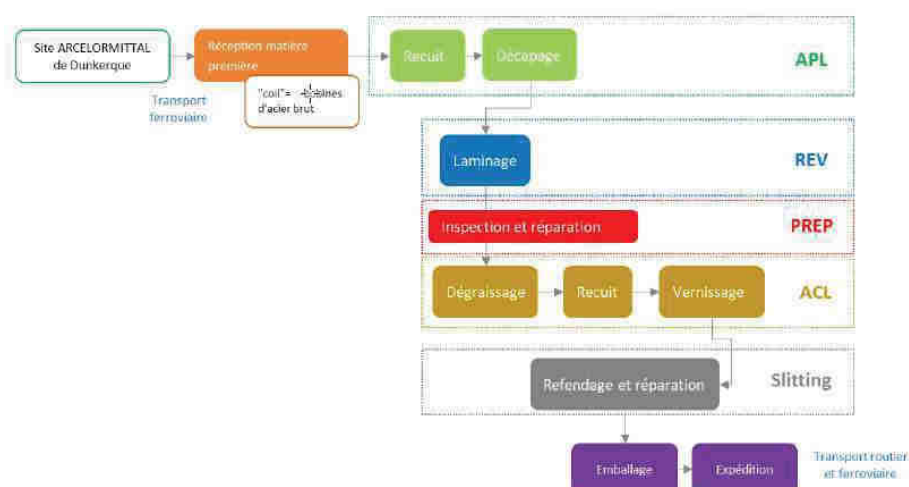 Site ARCELORMITTAL
de Dunkerque
Réception matière
première
"coil"= bobines
d'acier brut
Transport
ferroviaire
Recuit
Décapage
APL
Laminage
REV
Inspection et réparation
PREP
Dégraissage
Recuit
Vernissage
ACL
Refendage et réparation
Slitting
Emballage
Expédition
Transport routier
et ferroviaire